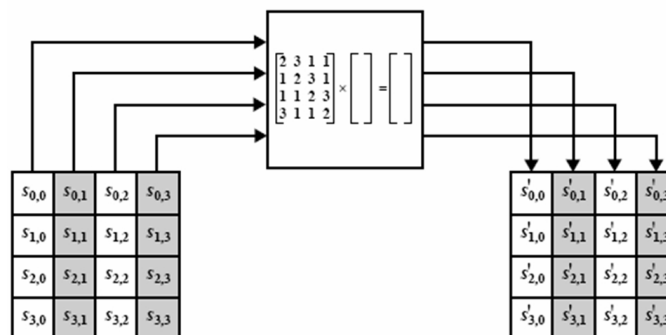 2 3 1 1
1 2 3 1
1 1 2 3
3 1 1 2
× =
s0,0 s0,1 s0,2 s0,3
s1,0 s1,1 s1,2 s1,3
s2,0 s2,1 s2,2 s2,3
s3,0 s3,1 s3,2 s3,3
s'0,0 s'0,1 s'0,2 s'0,3
s'1,0 s'1,1 s'1,2 s'1,3
s'2,0 s'2,1 s'2,2 s'2,3
s'3,0 s'3,1 s'3,2 s'3,3